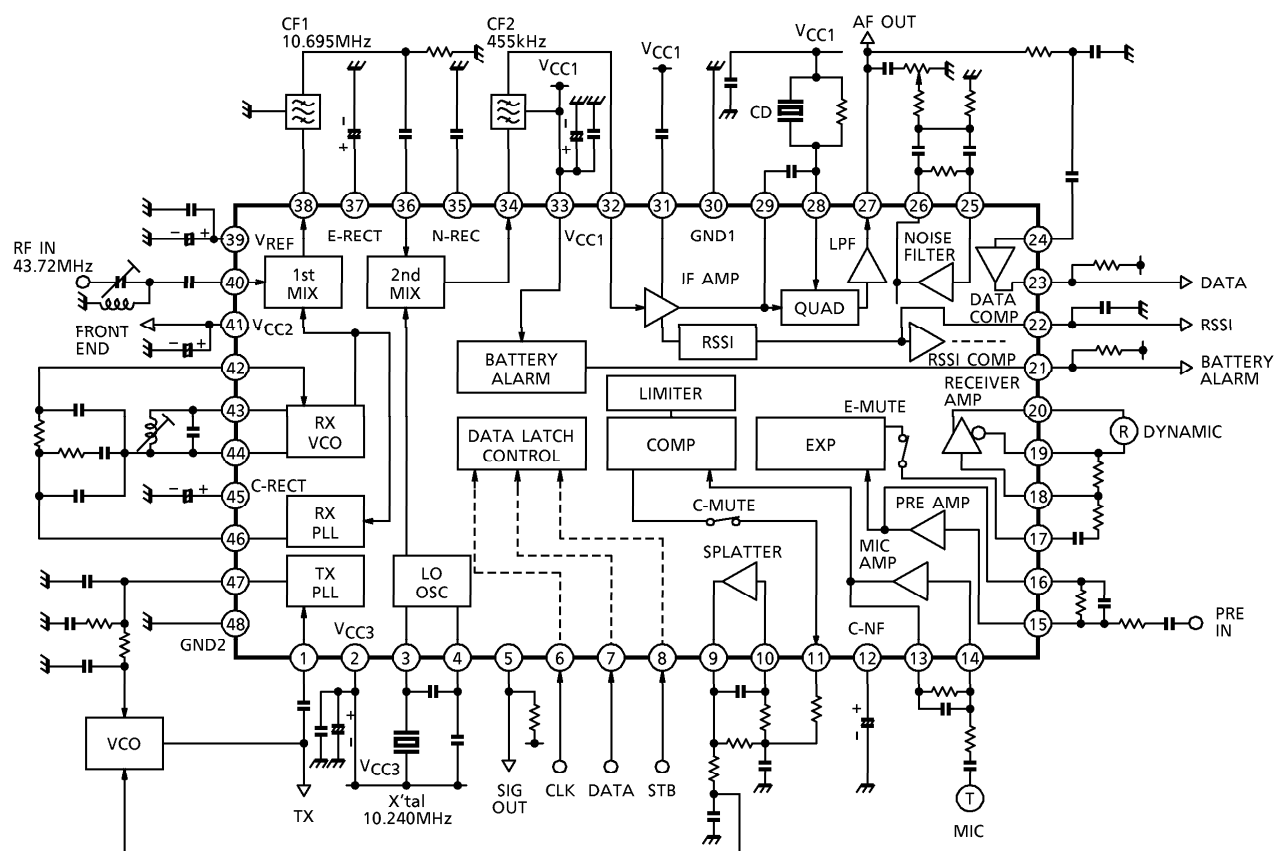 CF1
10.695MHz
CF2
455kHz
VCC1
VCC1
VCC1
AF OUT
CD
38
37
36
35
34
33
32
31
30
29
28
27
26
25
E-RECT
N-REC
VCC1
GND1
LPF
NOISE
FILTER
39
VREF
24
RF IN
43.72MHz
40
1st
MIX
2nd
MIX
IF AMP
QUAD
DATA
COMP
23
DATA
FRONT
END
41
VCC2
RSSI
RSSI COMP
22
RSSI
BATTERY
ALARM
21
BATTERY
ALARM
42
LIMITER
RECEIVER
AMP
43
44
RX
VCO
DATA LATCH
CONTROL
COMP
EXP
E-MUTE
20
19
R
DYNAMIC
45
C-RECT
18
46
RX
PLL
C-MUTE
PRE AMP
17
MIC
AMP
SPLATTER
47
TX
PLL
LO
OSC
16
48
GND2
VCC3
C-NF
15
PRE
IN
1
2
3
4
5
6
7
8
9
10
11
12
13
14
VCO
TX
VCC3
X'tal
10.240MHz
SIG
OUT
CLK
DATA
STB
T
MIC